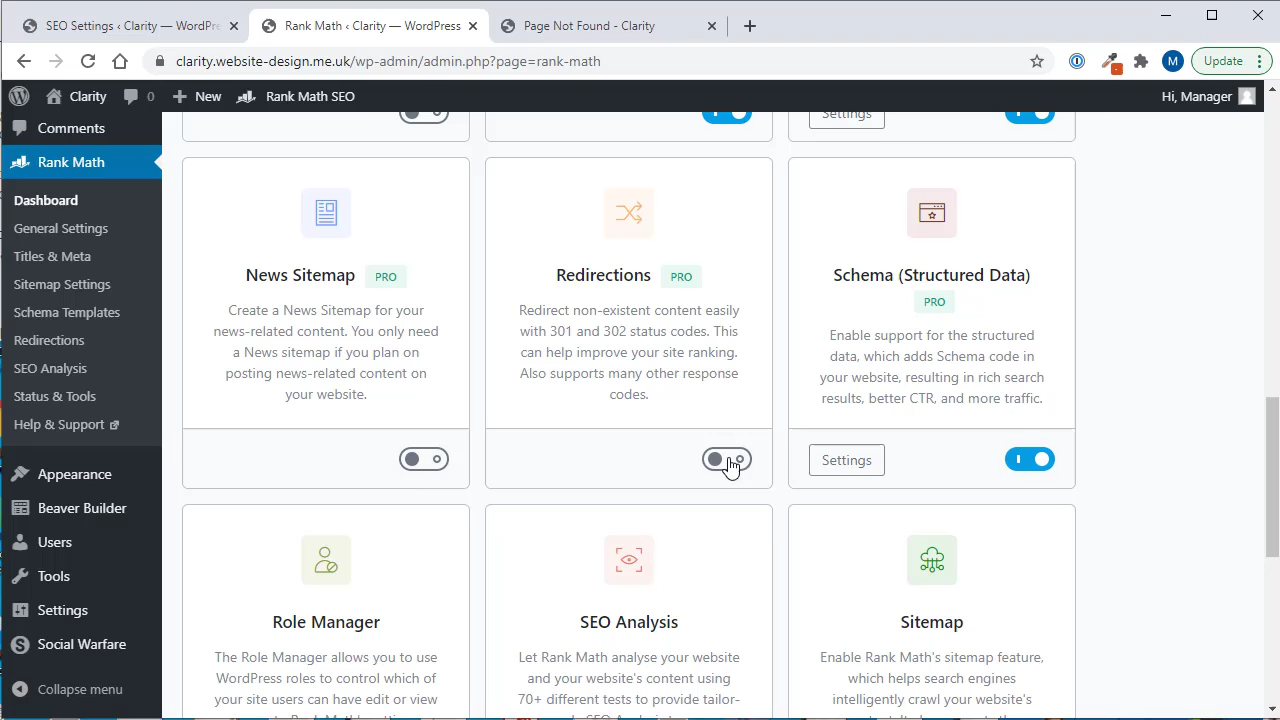 SEO Settings ‹ Clarity — WordPre
Rank Math ‹ Clarity — WordPress
Page Not Found - Clarity
clarity.website-design.me.uk/wp-admin/admin.php?page=rank-math
M
Update
Clarity
0
New
Rank Math SEO
Hi, Manager
Comments
Rank Math
Dashboard
General Settings
Titles & Meta
Sitemap Settings
Schema Templates
Redirections
SEO Analysis
Status & Tools
Help & Support
Appearance
Beaver Builder
Users
Tools
Settings
Social Warfare
Collapse menu
Settings
News Sitemap PRO
Create a News Sitemap for your
news-related content. You only need
a News sitemap if you plan on
posting news-related content on
your website.
Redirections PRO
Redirect non-existent content easily
with 301 and 302 status codes. This
can help improve your site ranking.
Also supports many other response
codes.
Schema (Structured Data)
PRO
Enable support for the structured
data, which adds Schema code in
your website, resulting in rich search
results, better CTR, and more traffic.
Settings
Role Manager
The Role Manager allows you to use
WordPress roles to control which of
your site users can have edit or view
SEO Analysis
Let Rank Math analyse your website
and your website's content using
70+ different tests to provide tailor-
Sitemap
Enable Rank Math's sitemap feature,
which helps search engines
intelligently crawl your website's